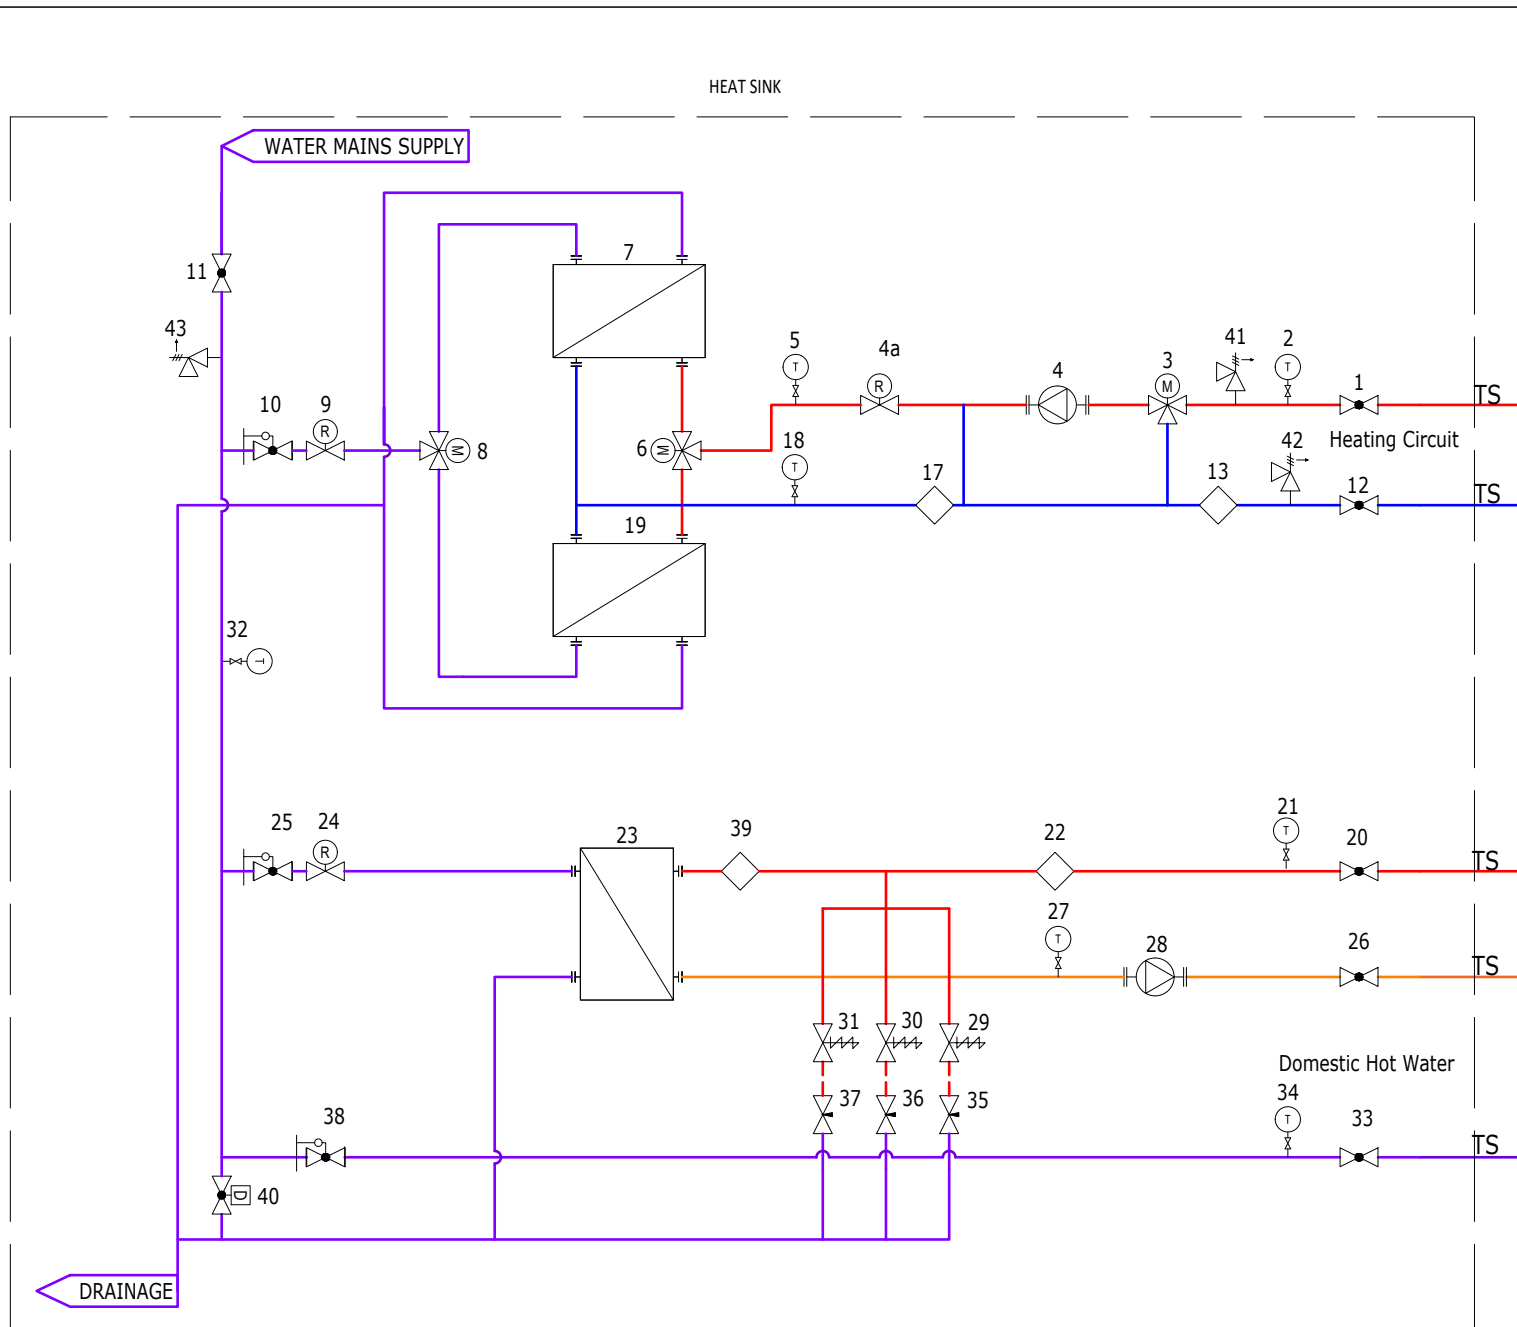 HEAT SINK
WATER MAINS SUPPLY
7
11
43
5
4a
4
3
M
41
2
T
1
TS
T
R
10
9
R
M
8
6
M
18
T
17
Heating Circuit
42
13
12
TS
19
32
T
25
24
R
23
39
22
21
T
20
TS
27
T
28
26
TS
31
30
29
Domestic Hot Water
37
36
35
34
T
33
TS
38
D
40
DRAINAGE